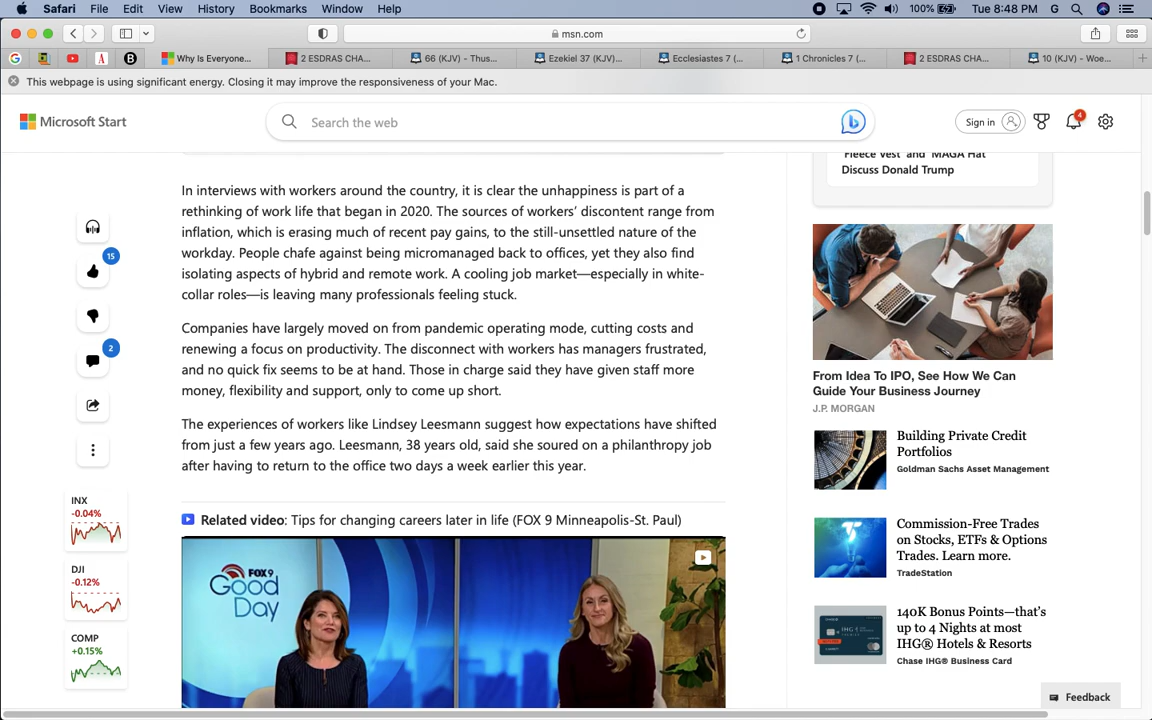 Safari File Edit View History Bookmarks Window Help 100% Tue 8:48 PM G
msn.com
Why Is Everyone... 2 ESDRAS CHA... 66 (KJV) - Thus... Ezekiel 37 (KJV)... Ecclesiastes 7 (... 1 Chronicles 7 (... 2 ESDRAS CHA... 10 (KJV) - Woe...
This webpage is using significant energy. Closing it may improve the responsiveness of your Mac.
Microsoft Start
Search the web
Sign in
4
In interviews with workers around the country, it is clear the unhappiness is part of a
rethinking of work life that began in 2020. The sources of workers' discontent range from
inflation, which is erasing much of recent pay gains, to the still-unsettled nature of the
workday. People chafe against being micromanaged back to offices, yet they also find
isolating aspects of hybrid and remote work. A cooling job market—especially in white-
collar roles—is leaving many professionals feeling stuck.
Companies have largely moved on from pandemic operating mode, cutting costs and
renewing a focus on productivity. The disconnect with workers has managers frustrated,
and no quick fix seems to be at hand. Those in charge said they have given staff more
money, flexibility and support, only to come up short.
The experiences of workers like Lindsey Leesmann suggest how expectations have shifted
from just a few years ago. Leesmann, 38 years old, said she soured on a philanthropy job
after having to return to the office two days a week earlier this year.
Related video: Tips for changing careers later in life (FOX 9 Minneapolis-St. Paul)
FOX 9
Good
Day
15
2
INX
-0.04%
DJI
-0.12%
COMP
+0.15%
'Fleece Vest' and 'MAGA Hat'
Discuss Donald Trump
From Idea To IPO, See How We Can
Guide Your Business Journey
J.P. MORGAN
Building Private Credit
Portfolios
Goldman Sachs Asset Management
Commission-Free Trades
on Stocks, ETFs & Options
Trades. Learn more.
TradeStation
140K Bonus Points—that's
up to 4 Nights at most
IHG® Hotels & Resorts
Chase IHG® Business Card
Feedback